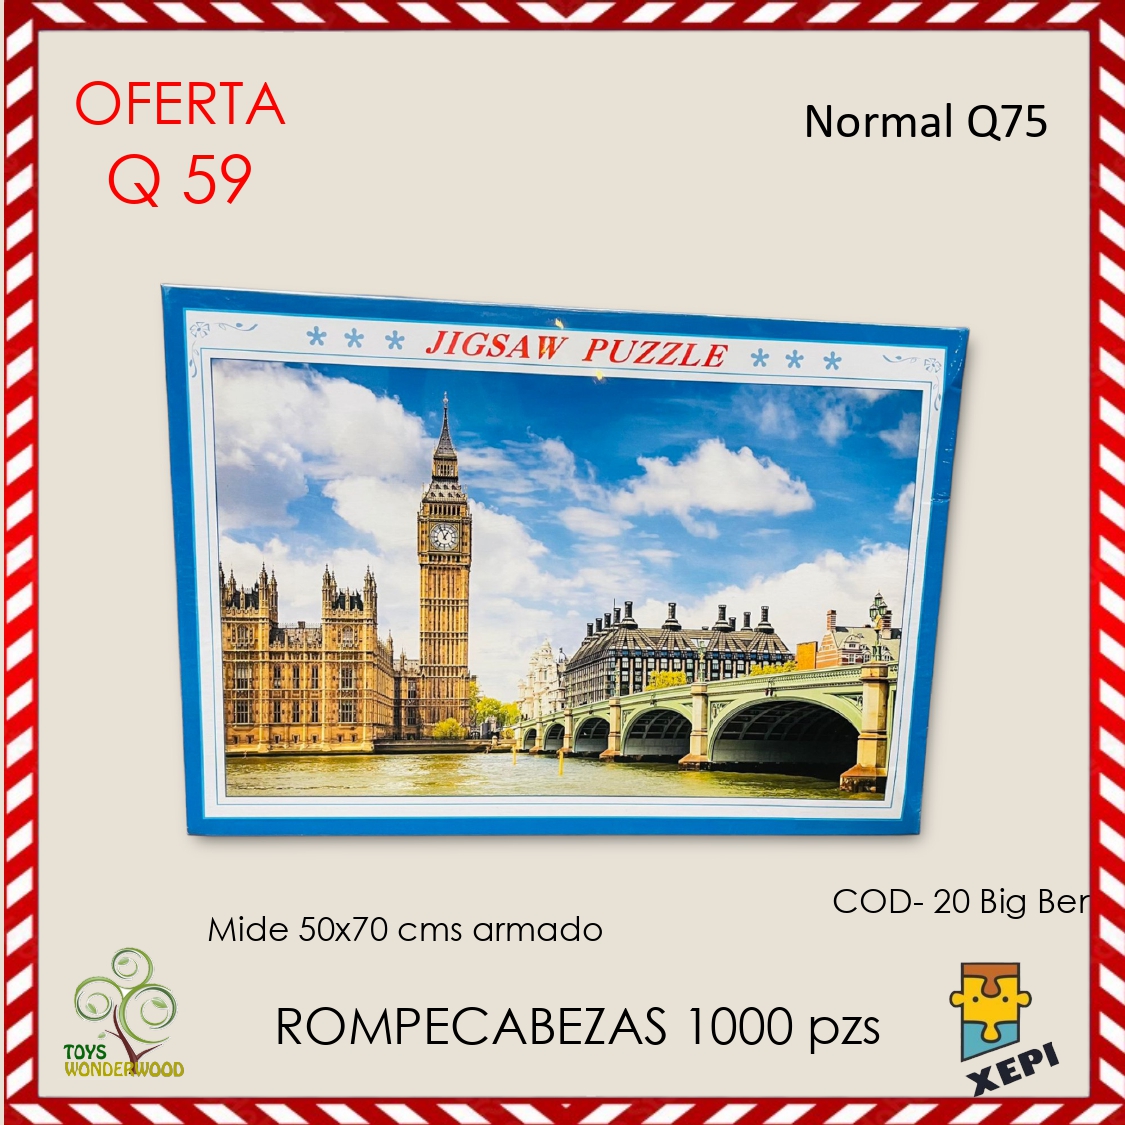 OFERTA
Q 59
Normal Q75
JIGSAW PUZZLE
COD- 20 Big Ber
Mide 50x70 cms armado
ROMPECABEZAS 1000 pzs
TOYS
WONDERWOOD
XEPI